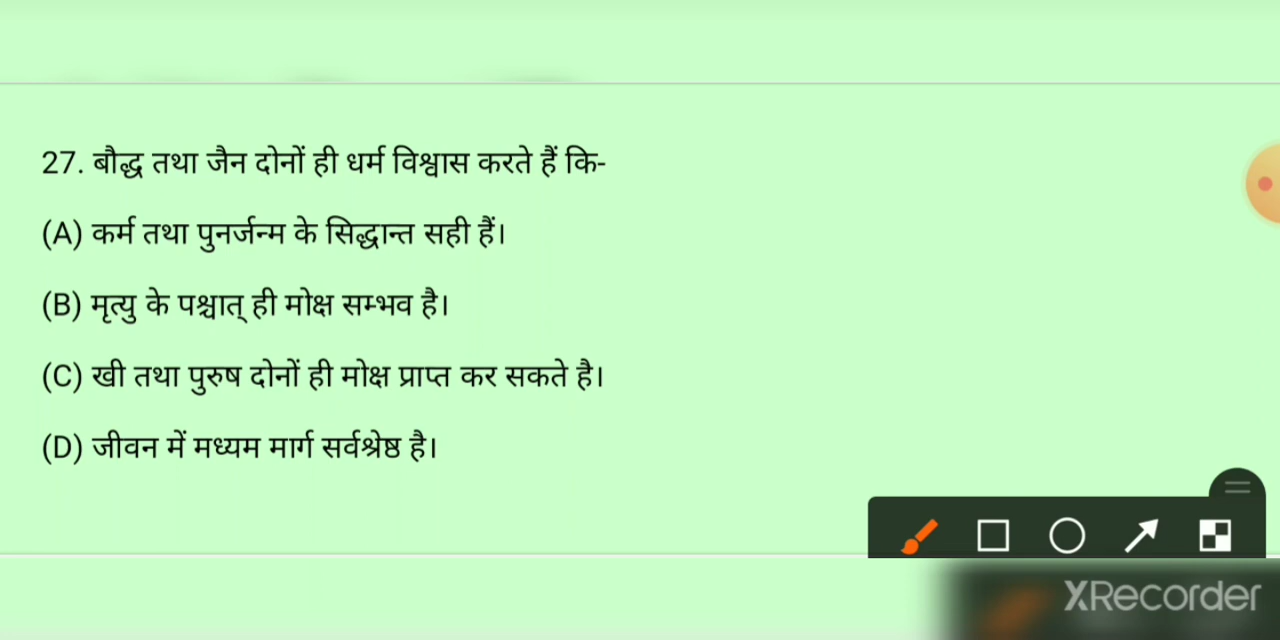 27. बौद्ध तथा जैन दोनों ही धर्म विश्वास करते हैं कि-
(A) कर्म तथा पुनर्जन्म के सिद्धान्त सही हैं।
(B) मृत्यु के पश्चात् ही मोक्ष सम्भव है।
(C) खी तथा पुरुष दोनों ही मोक्ष प्राप्त कर सकते है।
(D) जीवन में मध्यम मार्ग सर्वश्रेष्ठ है।
XRecorder